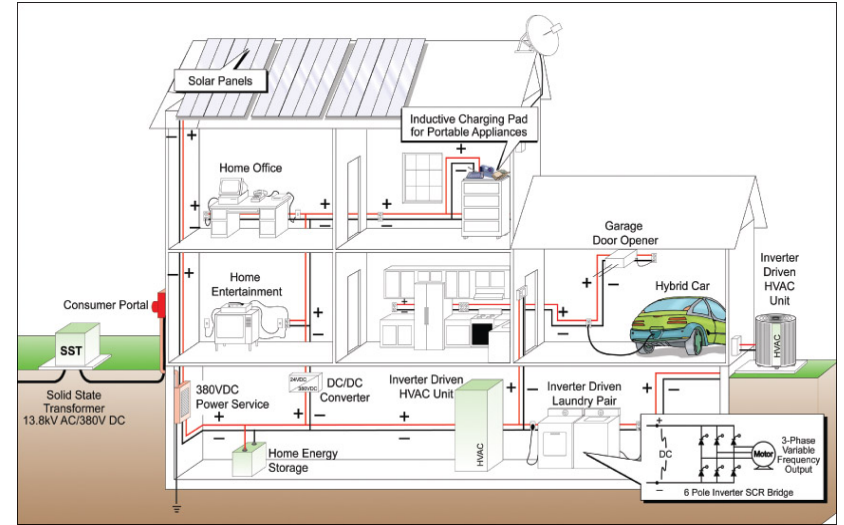 Solar Panels
Inductive Charging Pad
for Portable Appliances
Home Office
Garage
Door Opener
Inverter
Driven
HVAC
Unit
Home
Entertainment
Hybrid Car
Consumer Portal
HVAC
SST
Solid State
Transformer
13.8kV AC/380V DC
380VDC
Power Service
24VDC
380VDC
DC/DC
Converter
Inverter Driven
HVAC Unit
Inverter Driven
Laundry Pair
HVAC
Home Energy
Storage
+
DC
–
Motor
3-Phase
Variable
Frequency
Output
6 Pole Inverter SCR Bridge